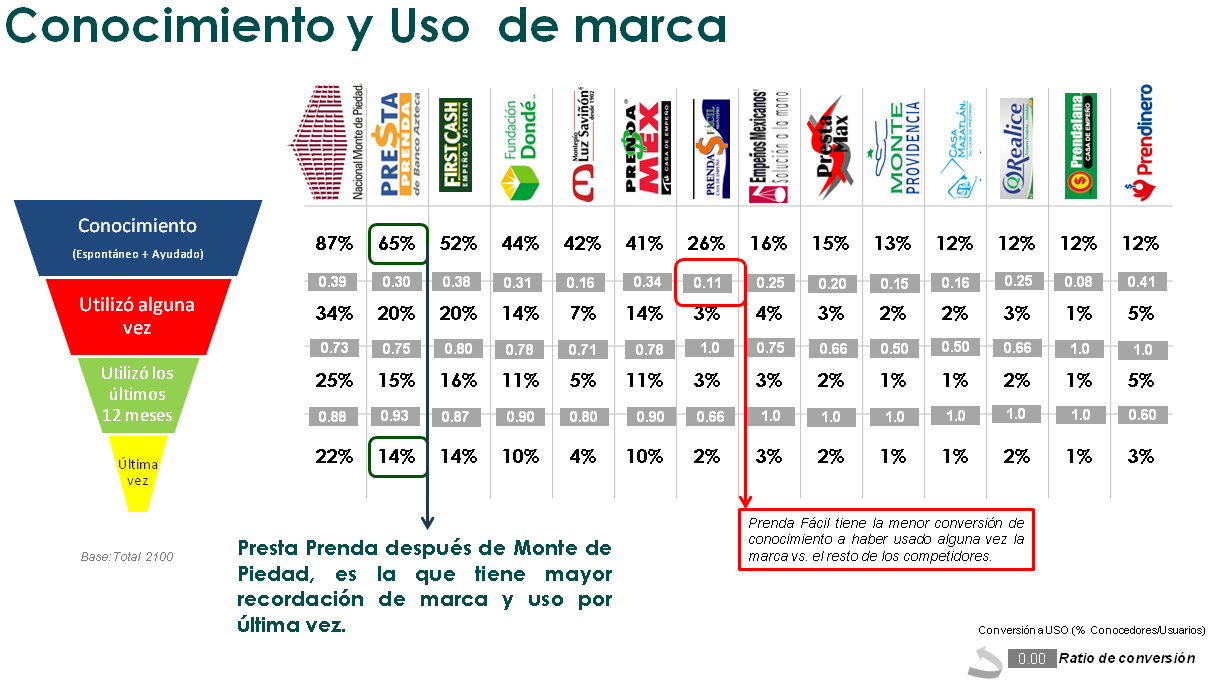 Conocimiento y Uso de marca
Nacional Monte de Piedad.
PRESTA
PRENDA
de Banco Azteca
FIRST CASH
EMPEÑO Y JOYERIA
Fundación
Dondé
Montepío
Luz Saviñón
desde 1902
PRENDA
MEX
CASA DE EMPEÑO
PRENDA
FÁCIL
Empeños Mexicanos
Solución a la mano
Presta
Max
MONTE
PROVIDENCIA
CASA
MAZATLÁN
Realice
Prendalana
CASA DE EMPEÑO
Prendinero
Conocimiento
(Espontáneo + Ayudado)
87% 65% 52% 44% 42% 41% 26% 16% 15% 13% 12% 12% 12% 12%
0.39 0.30 0.38 0.31 0.16 0.34 0.11 0.25 0.20 0.15 0.16 0.25 0.08 0.41
Utilizó alguna
vez
34% 20% 20% 14% 7% 14% 3% 4% 3% 2% 2% 3% 1% 5%
0.73 0.75 0.80 0.78 0.71 0.78 1.0 0.75 0.66 0.50 0.50 0.66 1.0 1.0
Utilizó los
últimos
12 meses
25% 15% 16% 11% 5% 11% 3% 3% 2% 1% 1% 2% 1% 5%
0.88 0.93 0.87 0.90 0.80 0.90 0.66 1.0 1.0 1.0 1.0 1.0 1.0 0.60
Última
vez
22% 14% 14% 10% 4% 10% 2% 3% 2% 1% 1% 2% 1% 3%
Base:Total 2100
Presta Prenda después de Monte de
Piedad, es la que tiene mayor
recordación de marca y uso por
última vez.
Prenda Fácil tiene la menor conversión de
conocimiento a haber usado alguna vez la
marca vs. el resto de los competidores.
Conversión a USO (% Conocedores/Usuarios)
0.00 Ratio de conversión